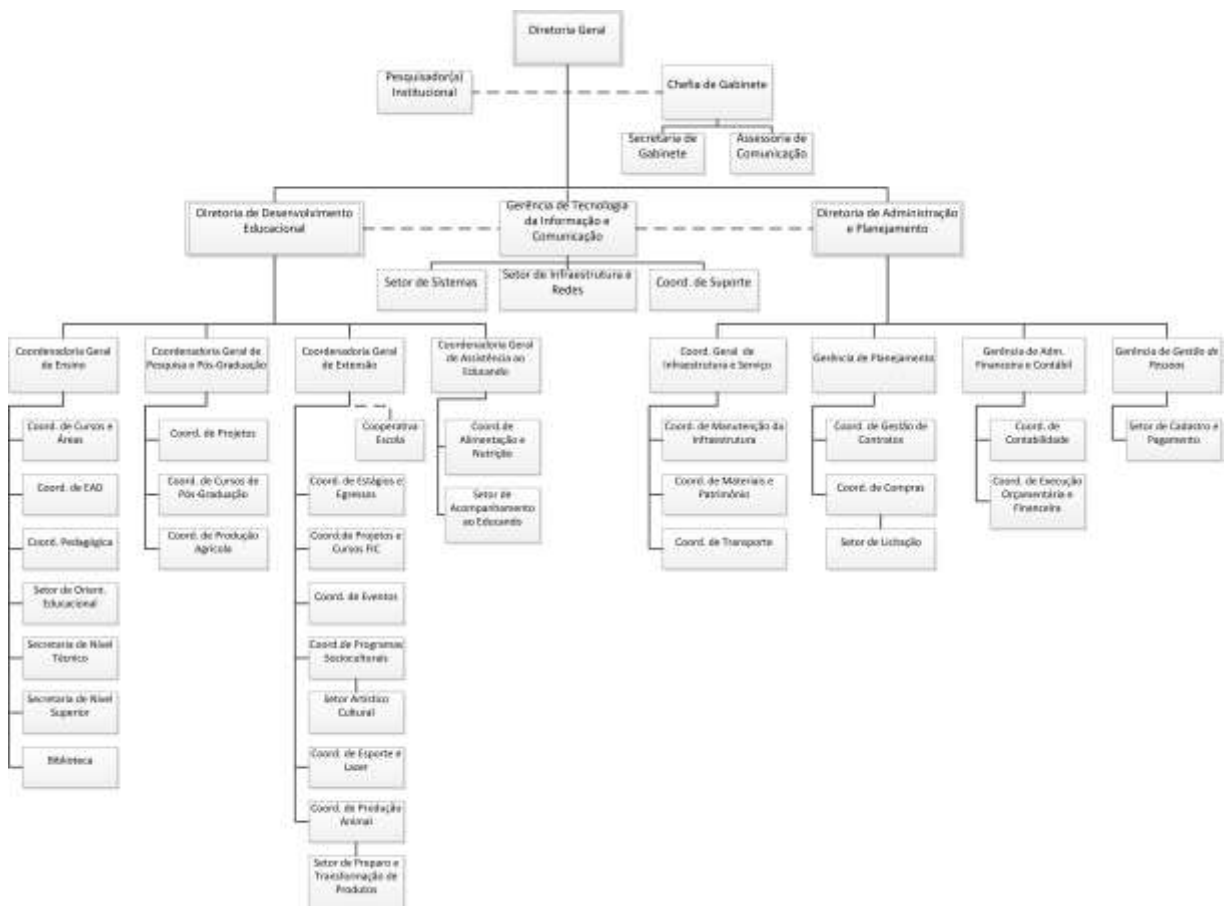 Diretoria Geral
Pesquisador(a)
Institucional
Chefia de Gabinete
Secretaria de
Gabinete
Assessoria de
Comunicação
Diretoria de Desenvolvimento
Educacional
Gerência de Tecnologia
da Informação e
Comunicação
Diretoria de Administração
e Planejamento
Setor de Sistemas
Setor de Infraestrutura e
Redes
Coord. de Suporte
Coordenadoria Geral
de Ensino
Coordenadoria Geral de
Pesquisa e Pós-Graduação
Coordenadoria Geral
de Extensão
Coordenadoria Geral
de Assistência ao
Educando
Coord. Geral de
Infraestrutura e Serviço
Gerência de Planejamento
Gerência de Adm.
Financeira e Contábil
Gerência de Gestão de
Pessoas
Coord. de Cursos e
Áreas
Coord. de EAD
Coord. Pedagógica
Setor de Orient.
Educacional
Secretaria de Nível
Técnico
Secretaria de Nível
Superior
Biblioteca
Coord. de Projetos
Coord. de Cursos de
Pós-Graduação
Coord. de Produção
Agrícola
Cooperativa
Escola
Coord. de Estágios e
Egressos
Coord.de Projetos e
Cursos FIC
Coord. de Eventos
Coord.de Programas
Socioculturais
Setor Artístico
Cultural
Coord. de Esporte e
Lazer
Coord. de Produção
Animal
Setor de Preparo e
Transformação de
Produtos
Coord.de
Alimentação e
Nutrição
Setor de
Acompanhamento
ao Educando
Coord. de Manutenção da
Infraestrutura
Coord. de Materiais e
Patrimônio
Coord. de Transporte
Coord. de Gestão de
Contratos
Coord. de Compras
Setor de Licitação
Coord. de
Contabilidade
Coord. de Execução
Orçamentária e
Financeira
Setor de Cadastro e
Pagamento